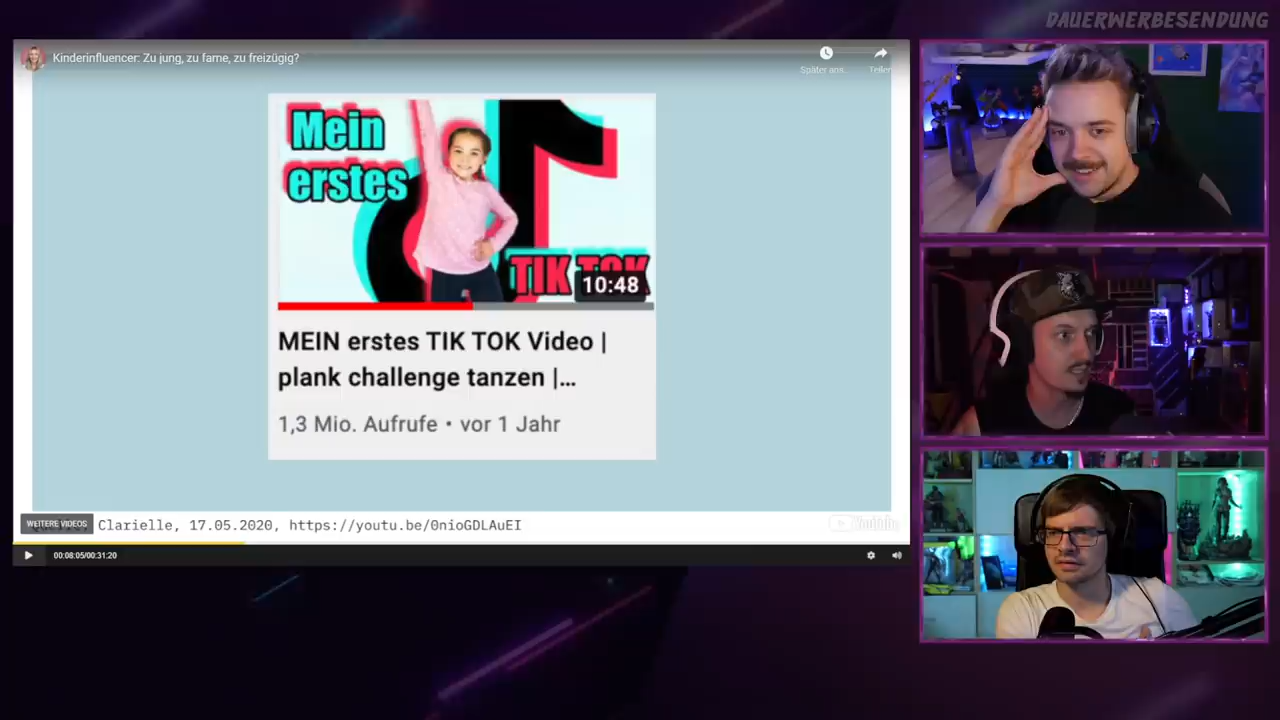 DAUERWERBESENDUNG
Kinderinfluencer: Zu jung, zu fame, zu freizügig?
Später ans...
Teilen
Mein
erstes
TIK TOK
10:48
MEIN erstes TIK TOK Video |
plank challenge tanzen |...
1,3 Mio. Aufrufe • vor 1 Jahr
WEITERE VIDEOS
Clarielle, 17.05.2020, https://youtu.be/0nioGDLAuEI
YouTube
00:08:05/00:31:20